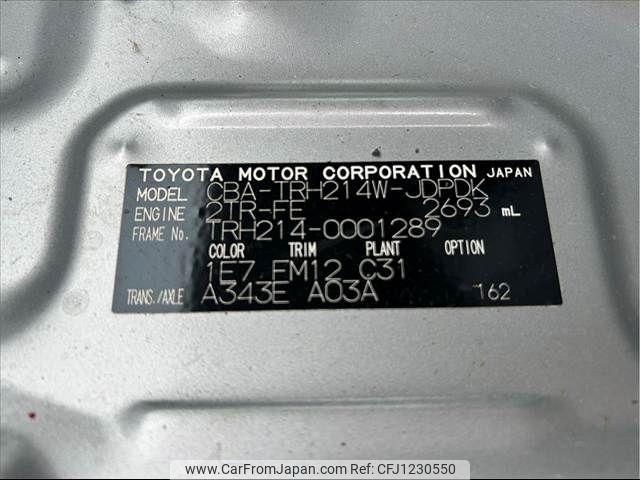 TOYOTA MOTOR CORPORATION JAPAN
MODEL CBA-TRH214W-JDPDK
ENGINE 2TR-FE 2693 mL
FRAME No. TRH214-0001289
COLOR TRIM PLANT OPTION
1E7 FM12 C31
TRANS./AXLE A343E A03A 162
www.CarFromJapan.com - CFJ1230550